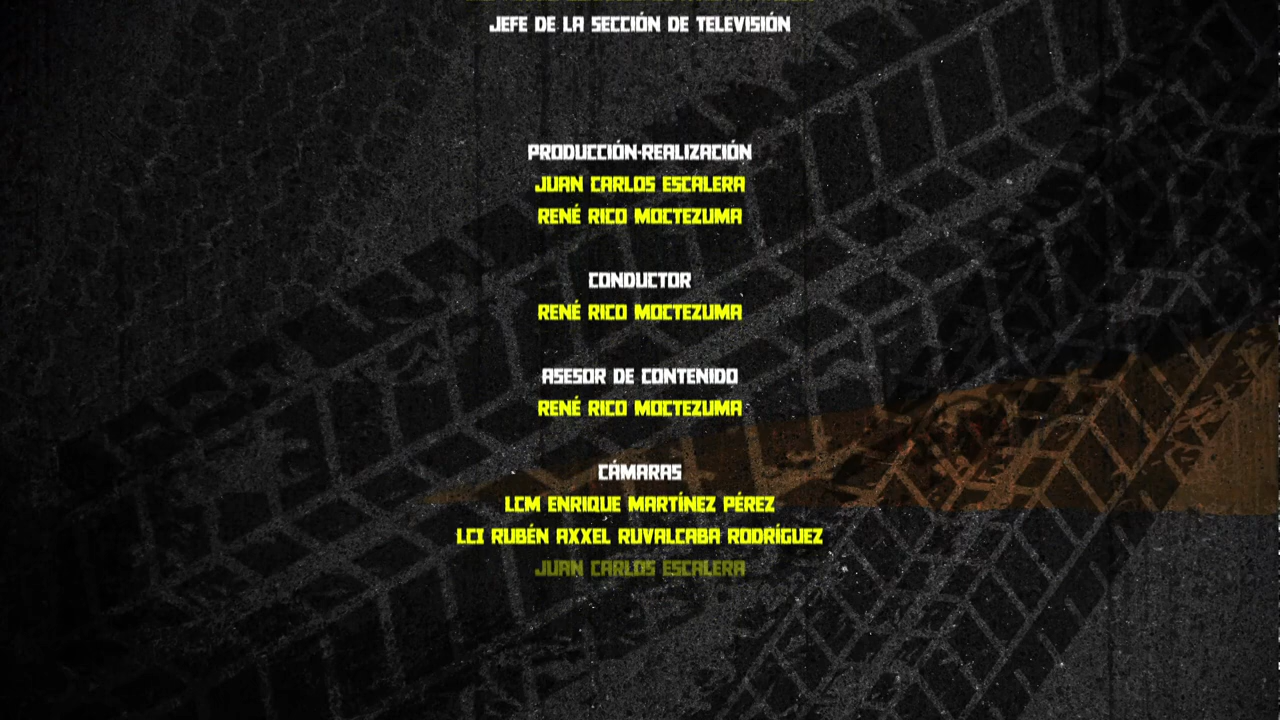 JEFE DE LA SECCIÓN DE TELEVISIÓN
PRODUCCIÓN-REALIZACIÓN
JUAN CARLOS ESCALERA
RENÉ RICO MOCTEZUMA
CONDUCTOR
RENÉ RICO MOCTEZUMA
ASESOR DE CONTENIDO
RENÉ RICO MOCTEZUMA
CÁMARAS
LCM ENRIQUE MARTÍNEZ PÉREZ
LCI RUBÉN AXXEL RUVALCABA RODRÍGUEZ
JUAN CARLOS ESCALERA